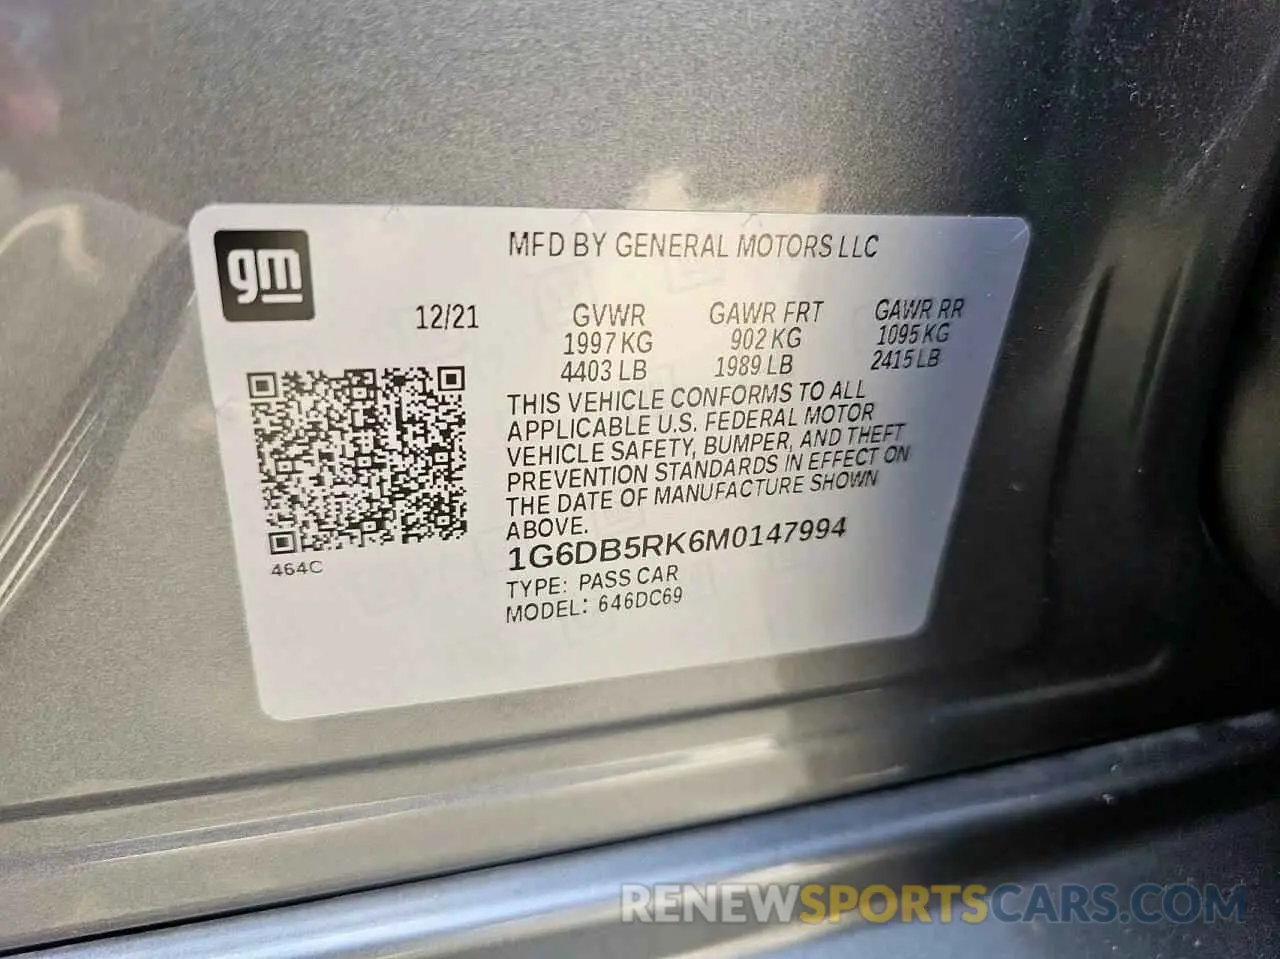 gm
MFD BY GENERAL MOTORS LLC
12/21 GVWR GAWR FRT GAWR RR
1997 KG 902 KG 1095 KG
4403 LB 1989 LB 2415 LB
THIS VEHICLE CONFORMS TO ALL
APPLICABLE U.S. FEDERAL MOTOR
VEHICLE SAFETY, BUMPER, AND THEFT
PREVENTION STANDARDS IN EFFECT ON
THE DATE OF MANUFACTURE SHOWN
ABOVE.
1G6DB5RK6M0147994
464C
TYPE: PASS CAR
MODEL: 646DC69
RENEWSPORTSCARS.COM